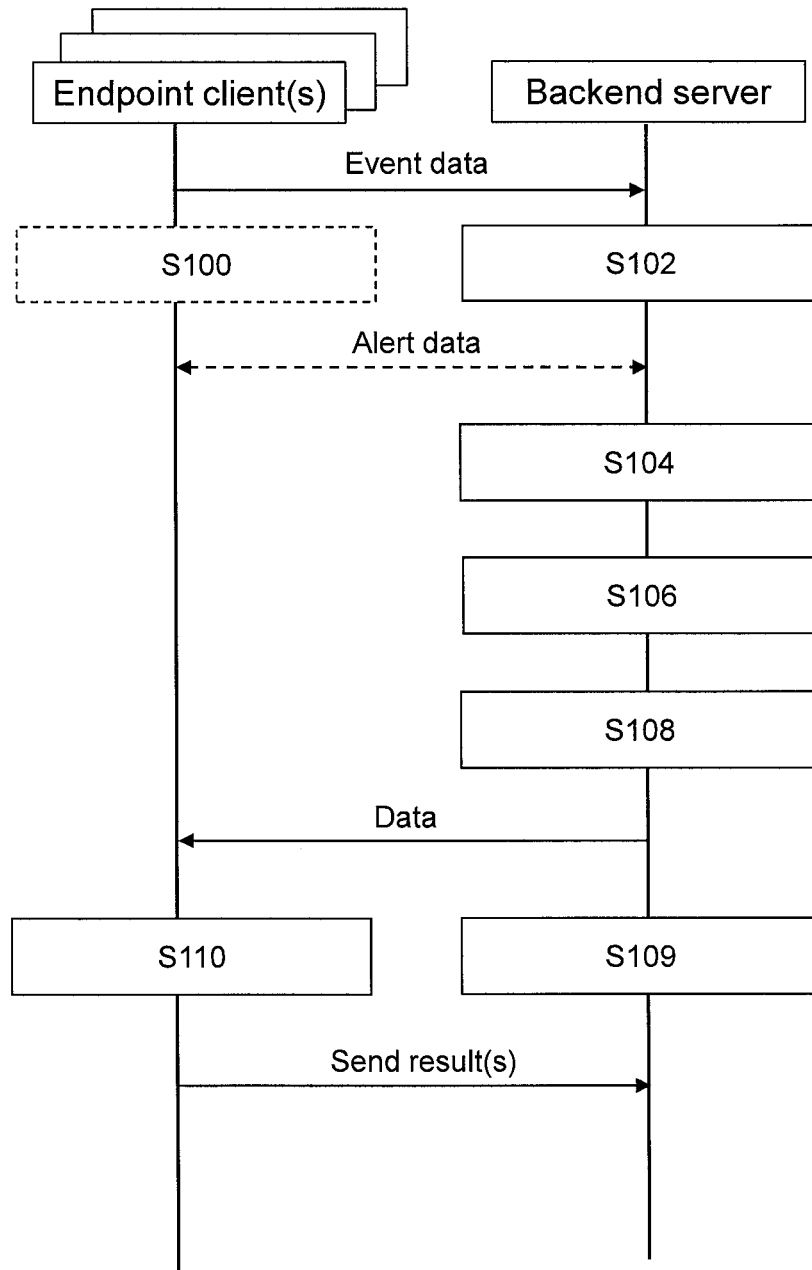 Endpoint client(s)
Backend server
Event data
S100
S102
Alert data
S104
S106
S108
Data
S110
S109
Send result(s)